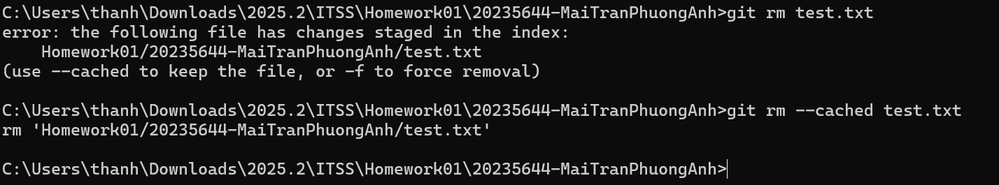 C:\Users\thanh\Downloads\2025.2\ITSS\Homework01\20235644-MaiTranPhuongAnh>git rm test.txt
error: the following file has changes staged in the index:
    Homework01/20235644-MaiTranPhuongAnh/test.txt
(use --cached to keep the file, or -f to force removal)

C:\Users\thanh\Downloads\2025.2\ITSS\Homework01\20235644-MaiTranPhuongAnh>git rm --cached test.txt
rm 'Homework01/20235644-MaiTranPhuongAnh/test.txt'

C:\Users\thanh\Downloads\2025.2\ITSS\Homework01\20235644-MaiTranPhuongAnh>